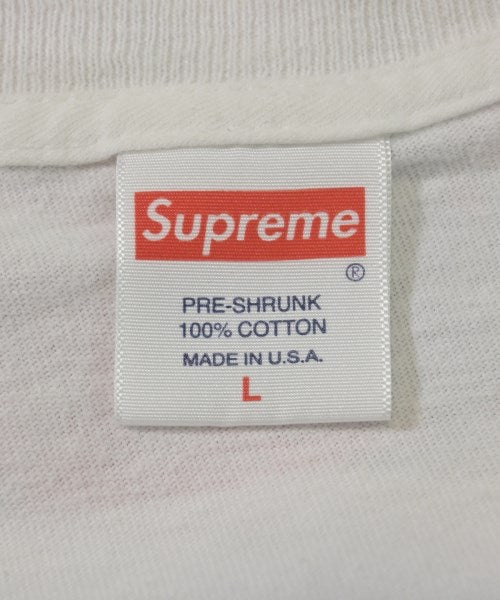 Supreme
®
PRE-SHRUNK
100% COTTON
MADE IN U.S.A.
L